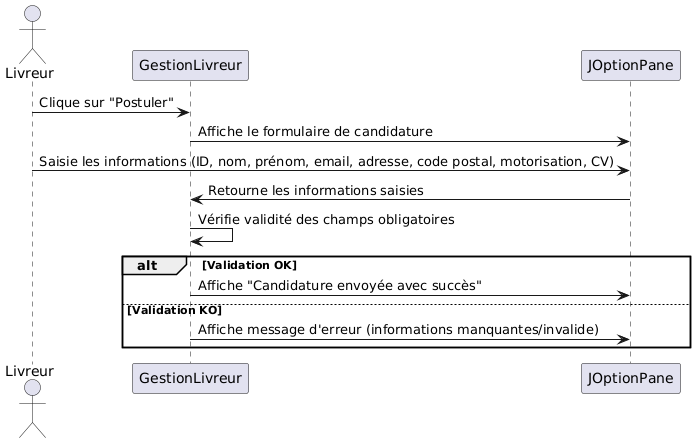 Livreur
GestionLivreur
JOptionPane
Clique sur "Postuler"
Affiche le formulaire de candidature
Saisie les informations (ID, nom, prénom, email, adresse, code postal, motorisation, CV)
Retourne les informations saisies
Vérifie validité des champs obligatoires
alt
[Validation OK]
Affiche "Candidature envoyée avec succès"
[Validation KO]
Affiche message d'erreur (informations manquantes/invalide)
Livreur
GestionLivreur
JOptionPane